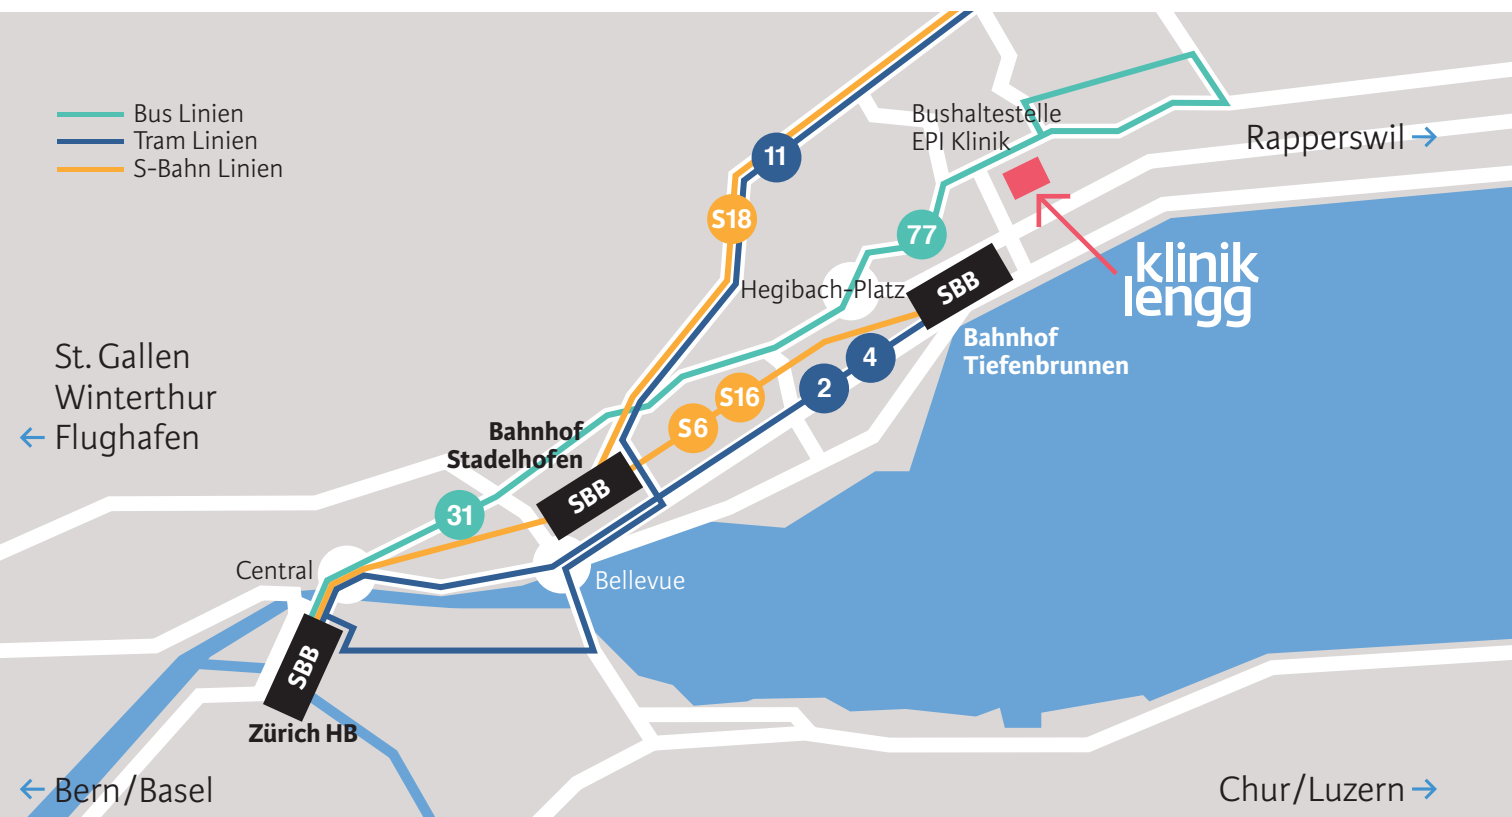 Bus Linien
Tram Linien
S-Bahn Linien
11
S18
Bushaltestelle
EPI Klinik
Rapperswil →
77
klinik
lengg
Hegibach-Platz
SBB
Bahnhof
Tiefenbrunnen
St. Gallen
Winterthur
← Flughafen
4
2
S16
S6
Bahnhof
Stadelhofen
SBB
31
Central
Bellevue
SBB
Zürich HB
← Bern/Basel
Chur/Luzern →